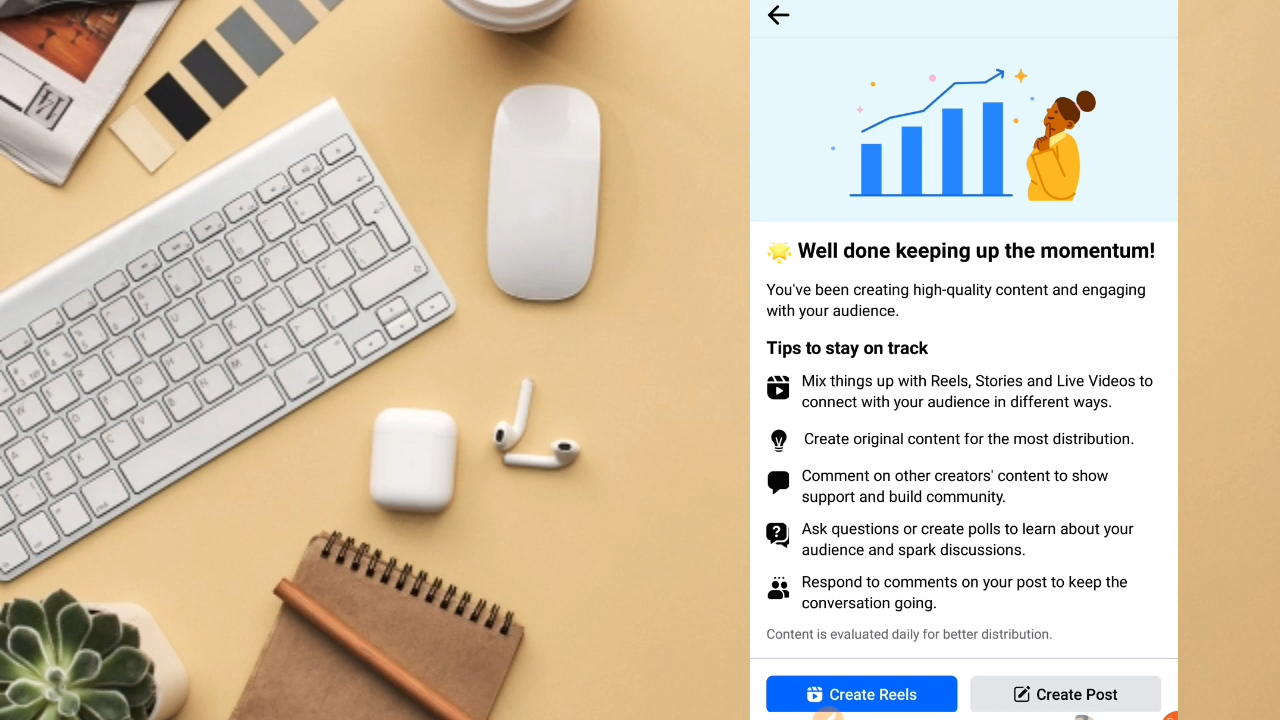 🌟 Well done keeping up the momentum!
You've been creating high-quality content and engaging
with your audience.
Tips to stay on track
Mix things up with Reels, Stories and Live Videos to
connect with your audience in different ways.
Create original content for the most distribution.
Comment on other creators' content to show
support and build community.
Ask questions or create polls to learn about your
audience and spark discussions.
Respond to comments on your post to keep the
conversation going.
Content is evaluated daily for better distribution.
Create Reels
Create Post